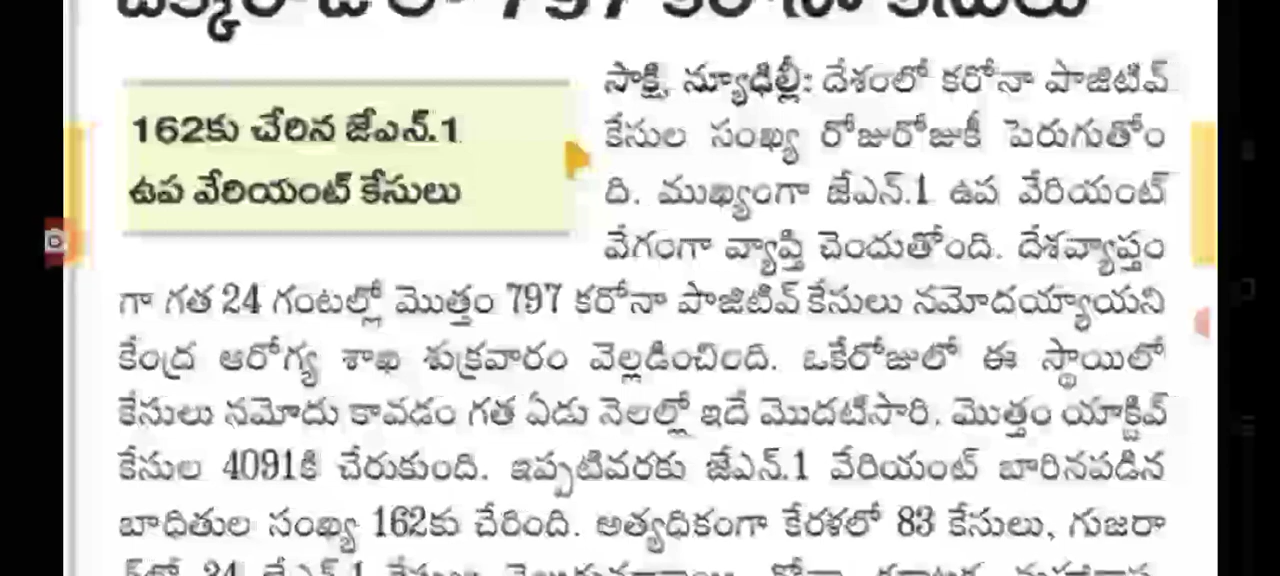 797 కరోనా కేసులు
162కు చేరిన జేఎన్.1
ఉప వేరియంట్ కేసులు
సాక్షి, న్యూఢిల్లీ: దేశంలో కరోనా పాజిటివ్
కేసుల సంఖ్య రోజురోజుకీ పెరుగుతోం
ది. ముఖ్యంగా జేఎన్.1 ఉప వేరియంట్
వేగంగా వ్యాప్తి చెందుతోంది. దేశవ్యాప్తం
గా గత 24 గంటల్లో మొత్తం 797 కరోనా పాజిటివ్ కేసులు నమోదయ్యాయని
కేంద్ర ఆరోగ్య శాఖ శుక్రవారం వెల్లడించింది. ఒకేరోజులో ఈ స్థాయిలో
కేసులు నమోదు కావడం గత ఏడు నెలల్లో ఇదే మొదటిసారి. మొత్తం యాక్టివ్
కేసుల 4091కి చేరుకుంది. ఇప్పటివరకు జేఎన్.1 వేరియంట్ బారినపడిన
బాధితుల సంఖ్య 162కు చేరింది. అత్యధికంగా కేరళలో 83 కేసులు, గుజరా